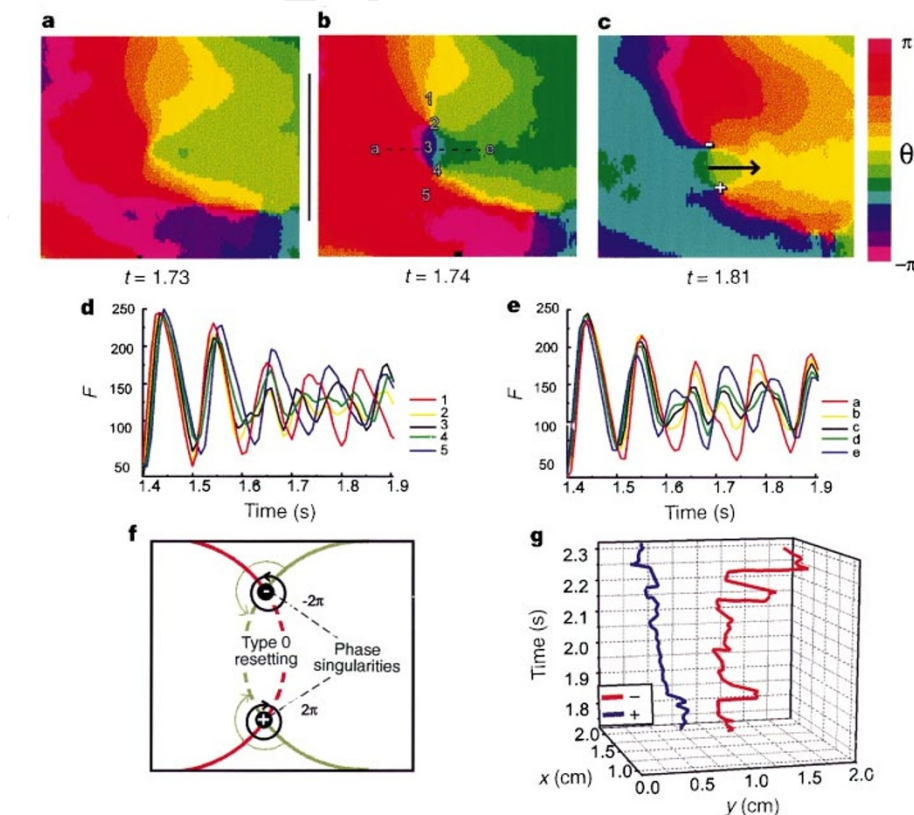 a
b
c
π
θ
−π
1
2
a 3 e
4
5
-
+
t = 1.73
t = 1.74
t = 1.81
d
250
200
150
100
50
F
1.4 1.5 1.6 1.7 1.8 1.9
Time (s)
1
2
3
4
5
e
250
200
150
100
50
F
1.4 1.5 1.6 1.7 1.8 1.9
Time (s)
a
b
c
d
e
f
-
-2π
Type 0
resetting
Phase
singularities
+
2π
g
2.3
2.2
2.1
2.0
1.9
1.8
Time (s)
−
+
2.0
1.5
1.0
x (cm)
0.0 0.5 1.0 1.5 2.0
y (cm)